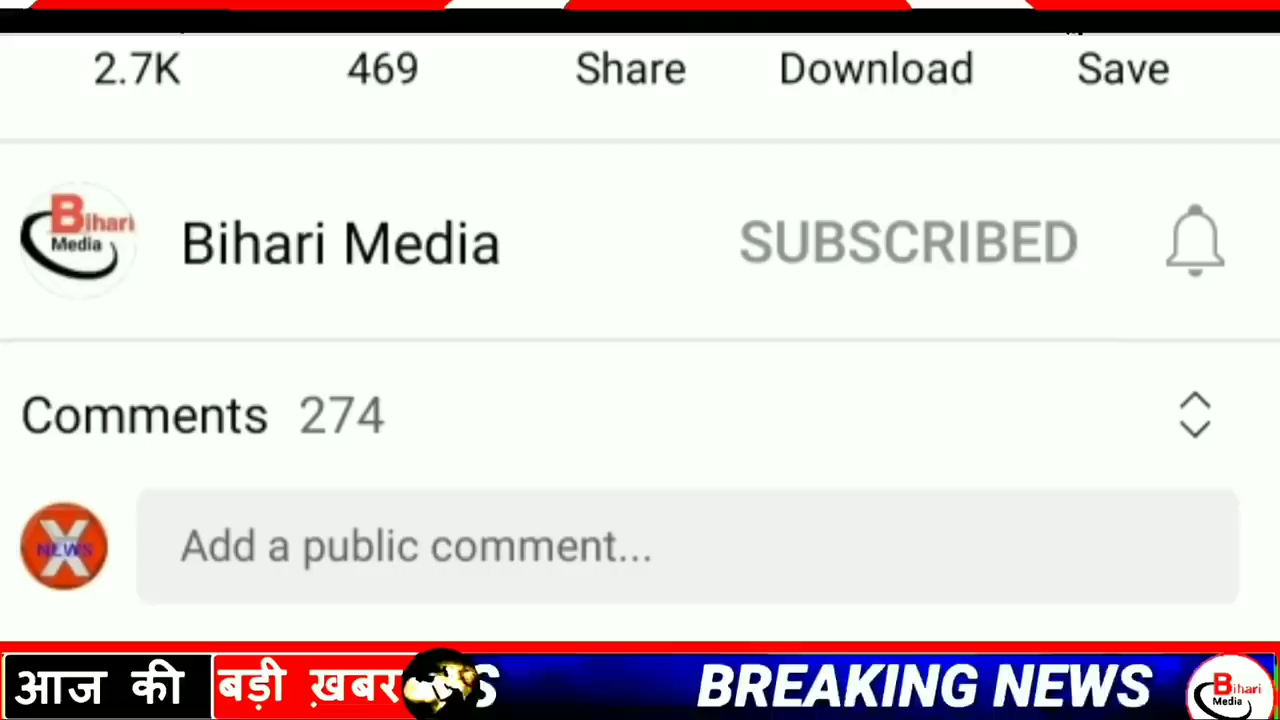 2.7K 469 Share Download Save
Bihari Media
Bihari Media SUBSCRIBED
Comments 274
X NEWS
Add a public comment...
आज की बड़ी ख़बर S BREAKING NEWS
Bihari Media